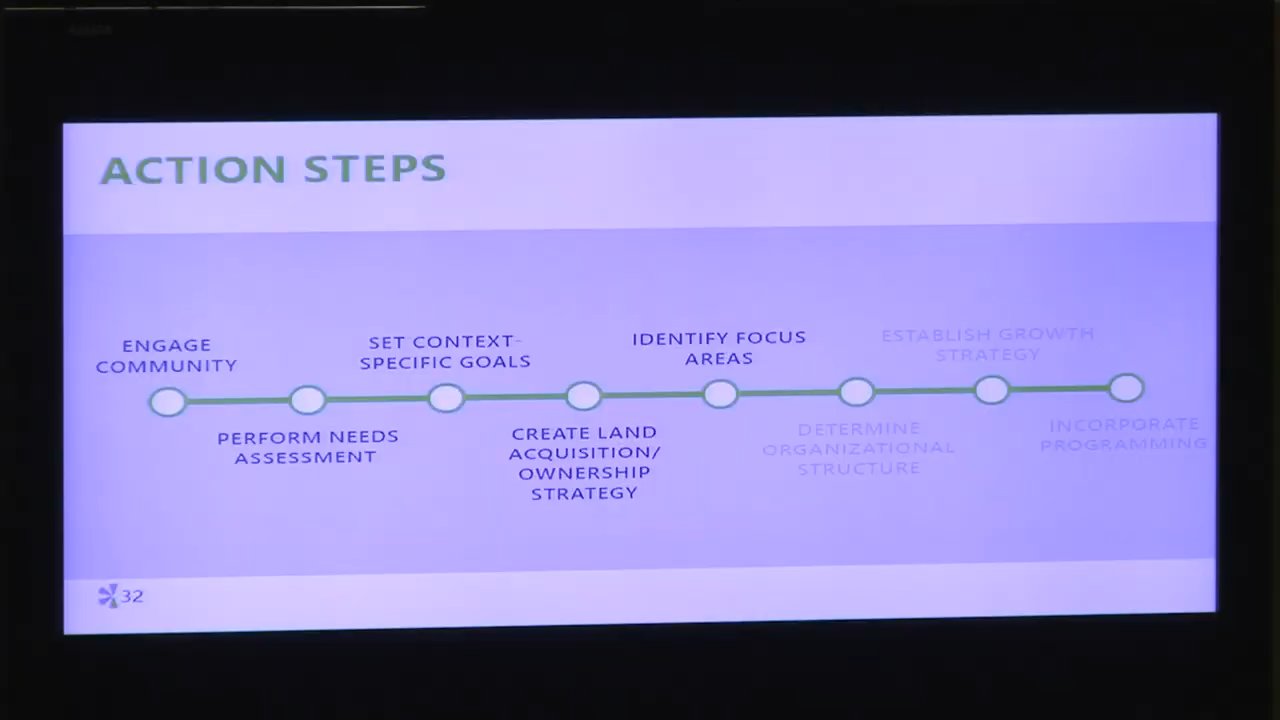 ACTION STEPS
ENGAGE
COMMUNITY
PERFORM NEEDS
ASSESSMENT
SET CONTEXT-
SPECIFIC GOALS
CREATE LAND
ACQUISITION/
OWNERSHIP
STRATEGY
IDENTIFY FOCUS
AREAS
DETERMINE
ORGANIZATIONAL
STRUCTURE
ESTABLISH GROWTH
STRATEGY
INCORPORATE
PROGRAMMING
32